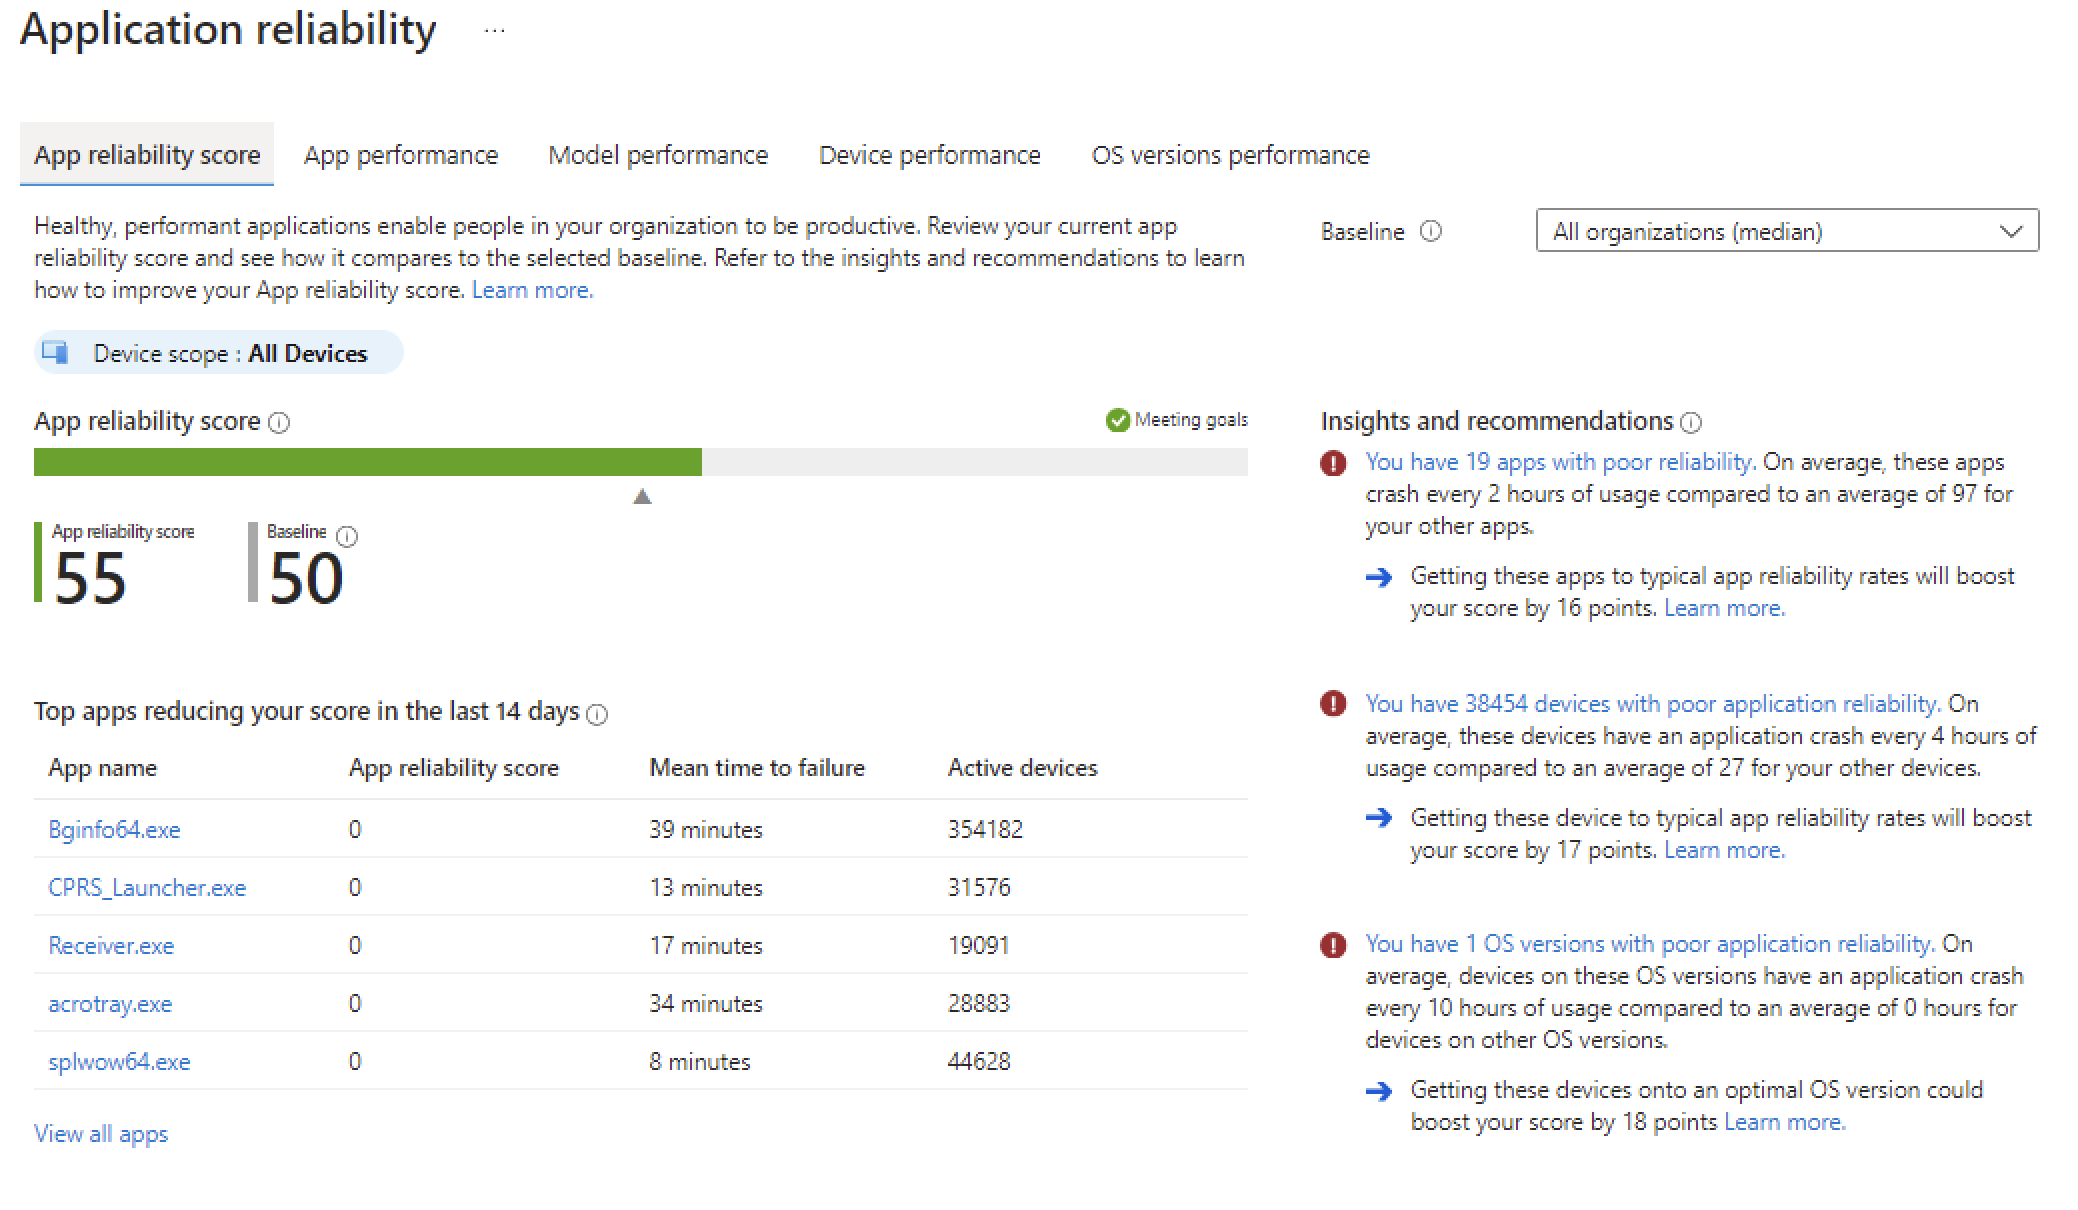 Application reliability ...
App reliability score App performance Model performance Device performance OS versions performance
Healthy, performant applications enable people in your organization to be productive. Review your current app
reliability score and see how it compares to the selected baseline. Refer to the insights and recommendations to learn
how to improve your App reliability score. Learn more.
Baseline All organizations (median)
Device scope : All Devices
App reliability score Meeting goals
App reliability score Baseline
55 50
Top apps reducing your score in the last 14 days
App name App reliability score Mean time to failure Active devices
Bginfo64.exe 0 39 minutes 354182
CPRS_Launcher.exe 0 13 minutes 31576
Receiver.exe 0 17 minutes 19091
acrotray.exe 0 34 minutes 28883
splwow64.exe 0 8 minutes 44628
View all apps
Insights and recommendations
You have 19 apps with poor reliability. On average, these apps
crash every 2 hours of usage compared to an average of 97 for
your other apps.
Getting these apps to typical app reliability rates will boost
your score by 16 points. Learn more.
You have 38454 devices with poor application reliability. On
average, these devices have an application crash every 4 hours of
usage compared to an average of 27 for your other devices.
Getting these device to typical app reliability rates will boost
your score by 17 points. Learn more.
You have 1 OS versions with poor application reliability. On
average, devices on these OS versions have an application crash
every 10 hours of usage compared to an average of 0 hours for
devices on other OS versions.
Getting these devices onto an optimal OS version could
boost your score by 18 points Learn more.